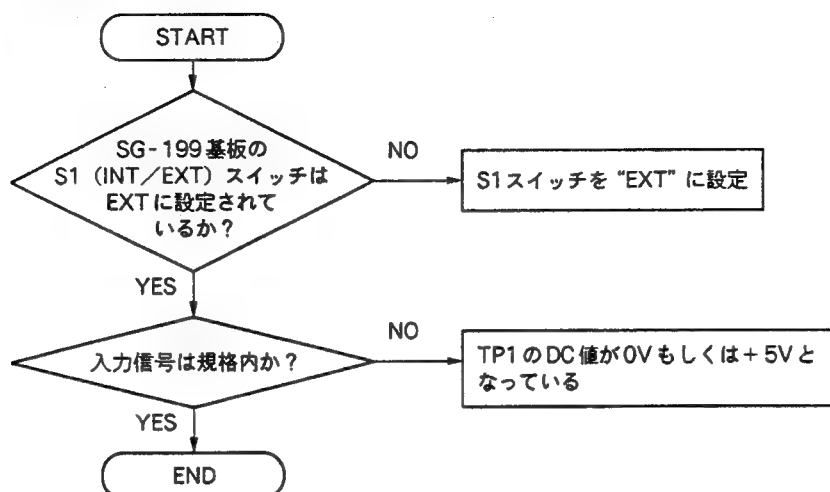 START
SG-199基板の
S1（INT／EXT）スイッチは
EXTに設定されて
いるか？
NO
S1スイッチを“EXT”に設定
YES
入力信号は規格内か？
NO
TP1のDC値が0Vもしくは＋5Vと
なっている
YES
END